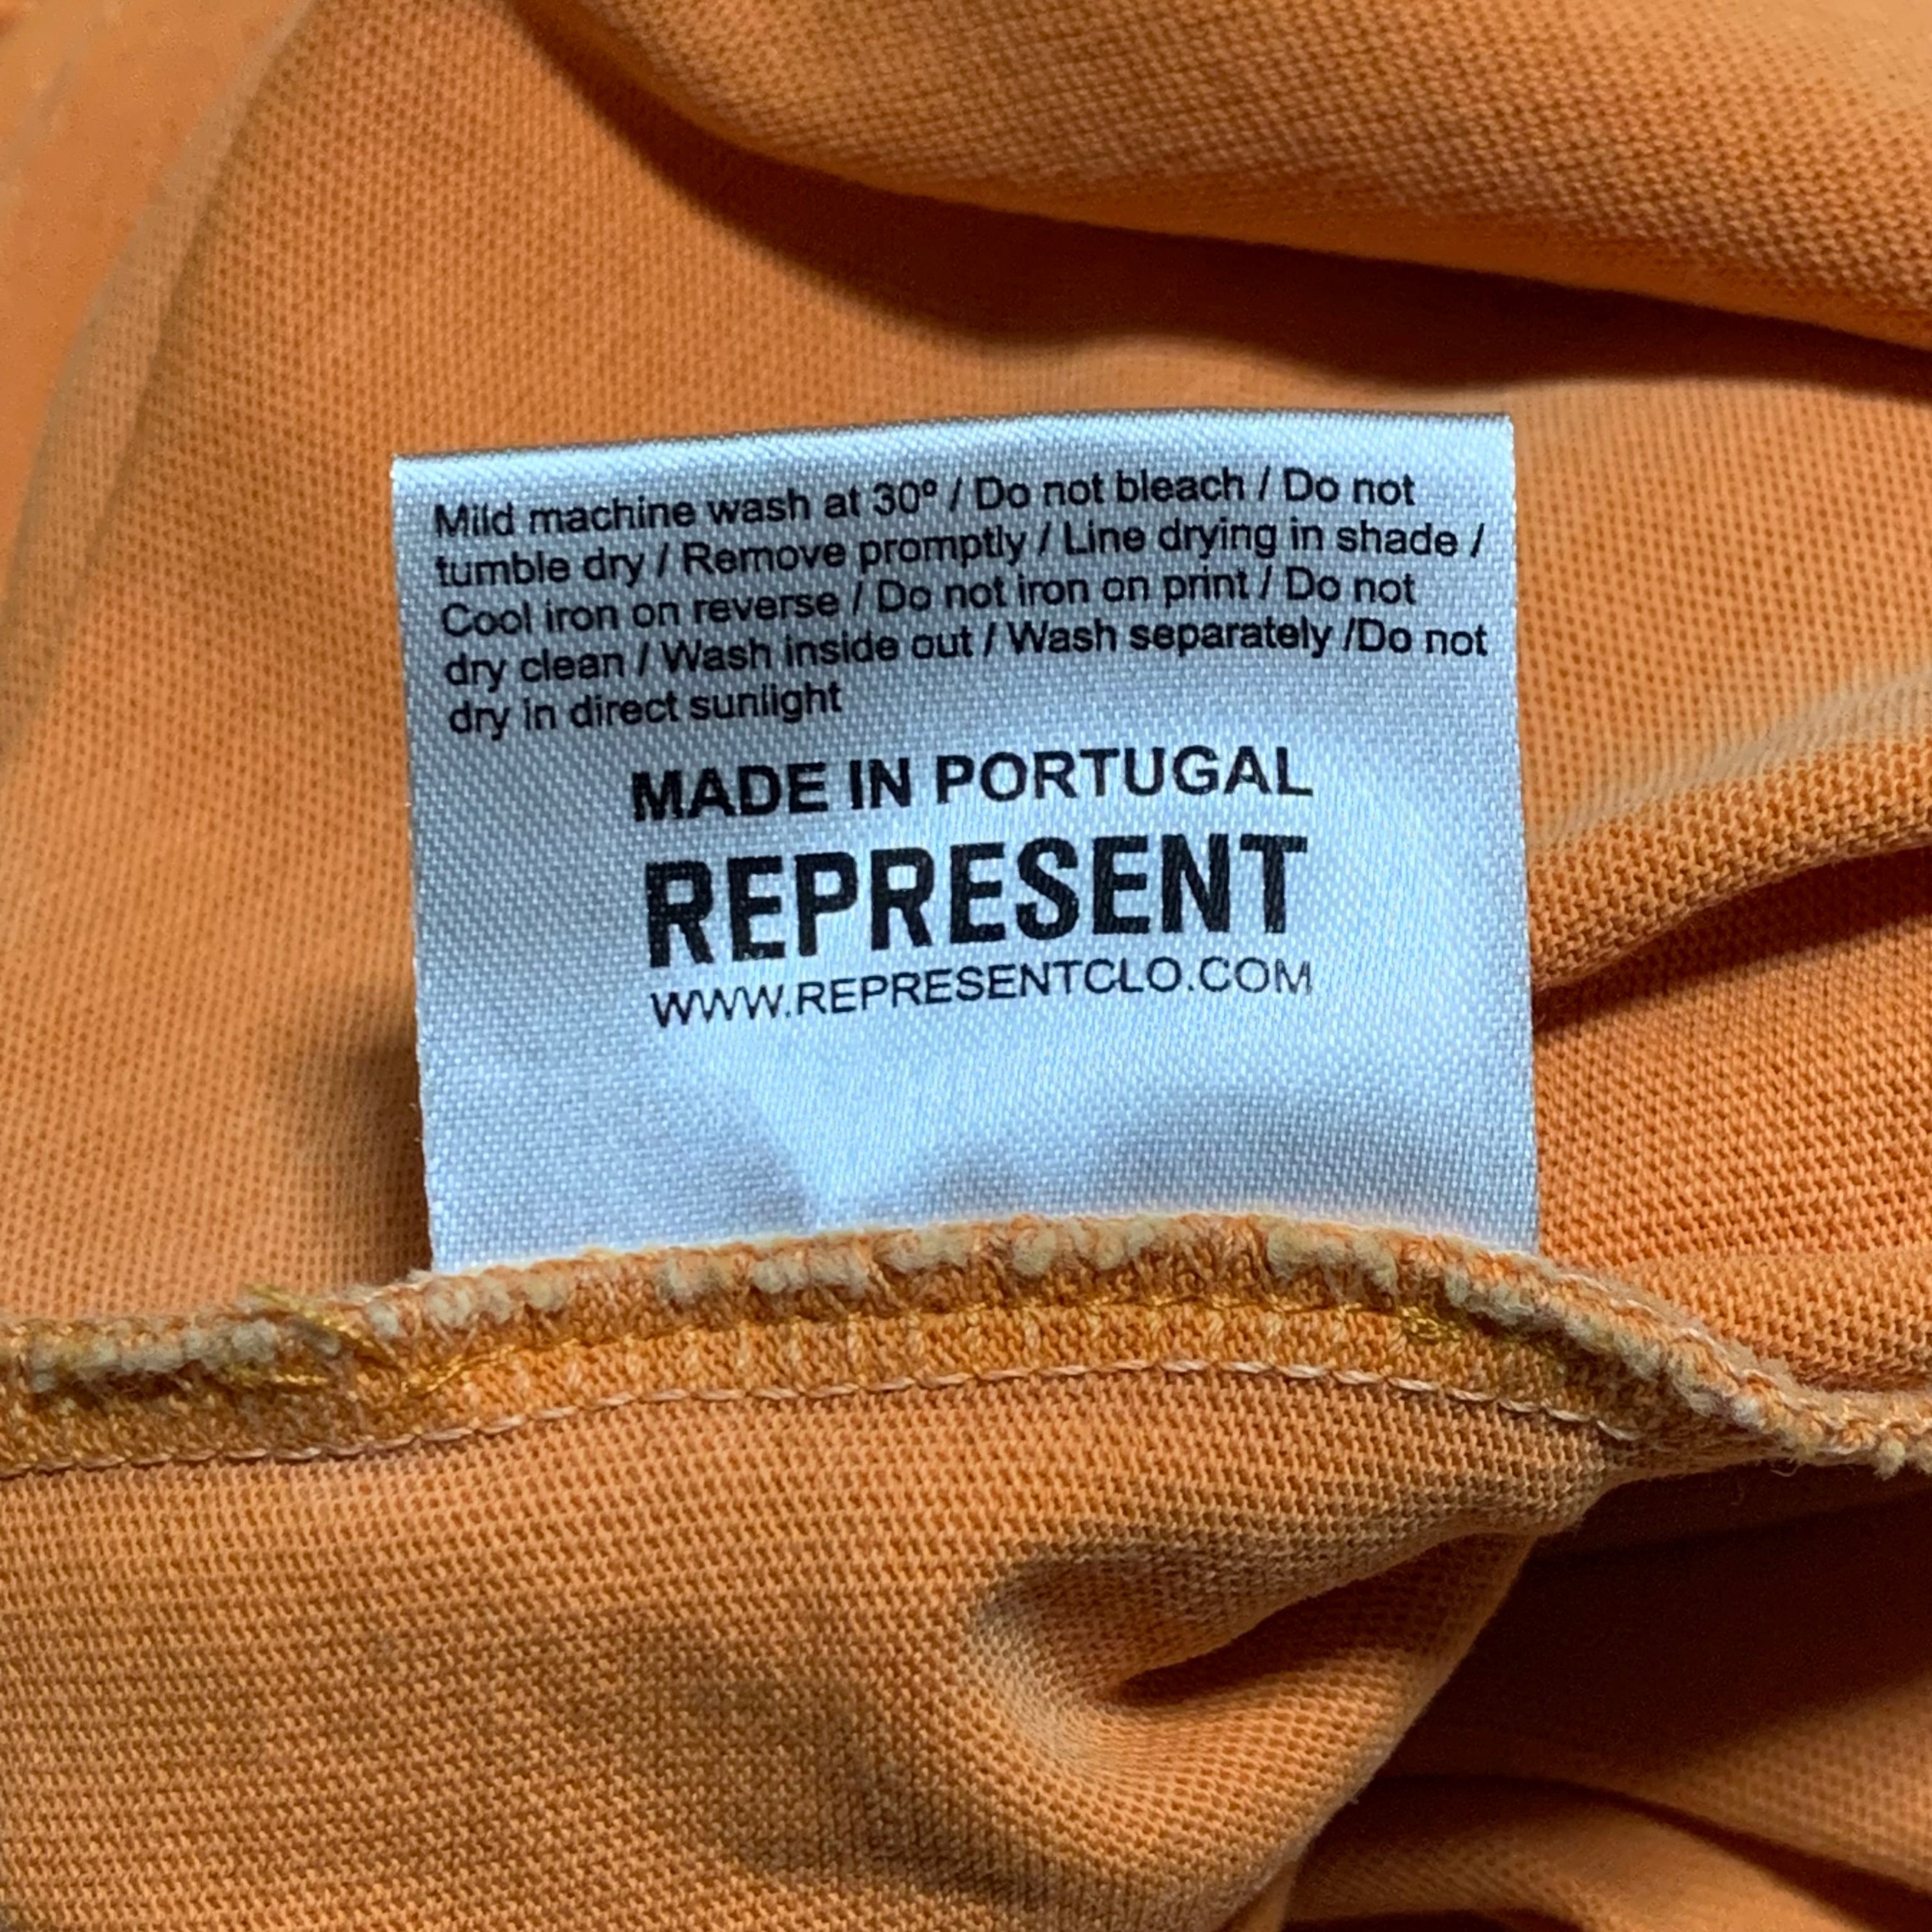 Mild machine wash at 30º / Do not bleach / Do not
tumble dry / Remove promptly / Line drying in shade /
Cool iron on reverse / Do not iron on print / Do not
dry clean / Wash inside out / Wash separately /Do not
dry in direct sunlight
MADE IN PORTUGAL
REPRESENT
WWW.REPRESENTCLO.COM